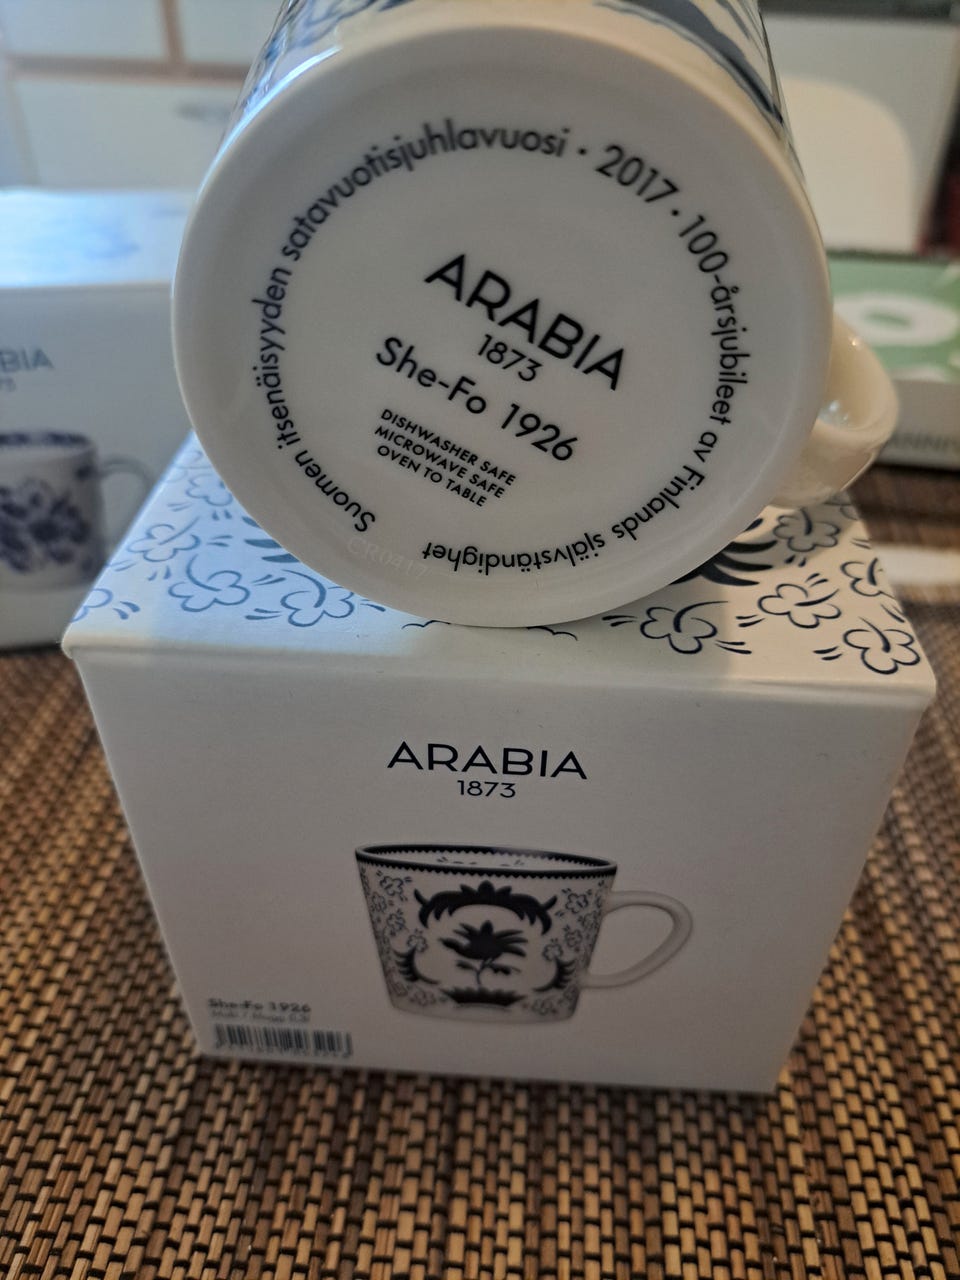 Suomen itsenäisyyden satavuotisjuhlavuosi · 2017 · 100-årsjubileet av Finlands självständighet
ARABIA
1873
She-Fo 1926
DISHWASHER SAFE
MICROWAVE SAFE
OVEN TO TABLE
CR0417
ARABIA
1873
She-Fo 1926